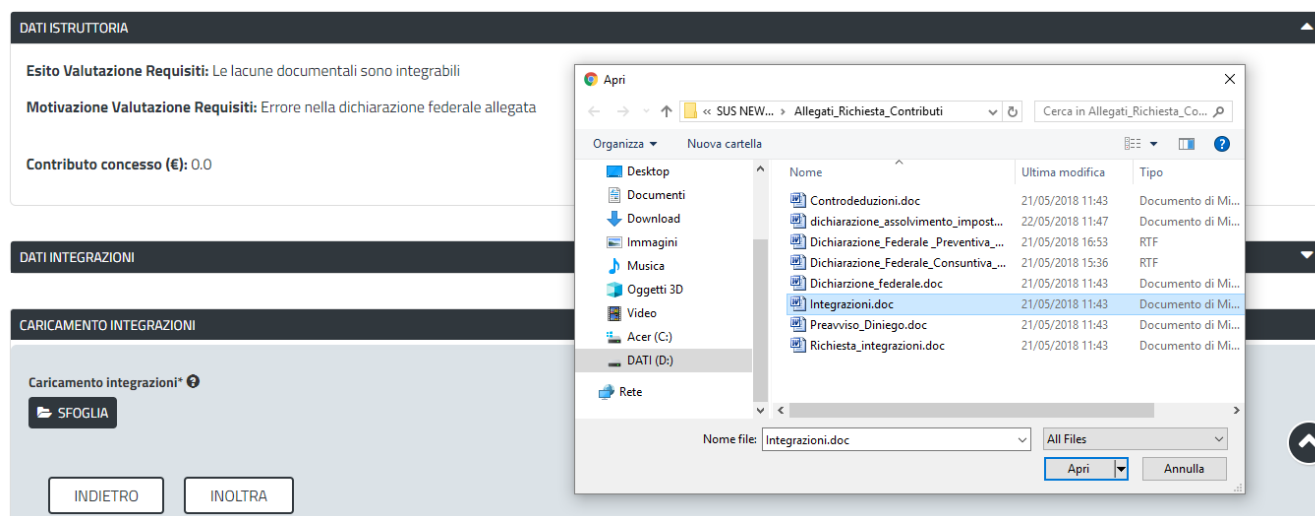 DATI ISTRUTTORIA
Esito Valutazione Requisiti: Le lacune documentali sono integrabili
Motivazione Valutazione Requisiti: Errore nella dichiarazione federale allegata
Contributo concesso (€): 0.0
DATI INTEGRAZIONI
CARICAMENTO INTEGRAZIONI
Caricamento integrazioni*
SFOGLIA
INDIETRO INOLTRA
Apri
« SUS NEW... › Allegati_Richiesta_Contributi
Cerca in Allegati_Richiesta_Co...
Organizza Nuova cartella
Desktop
Documenti
Download
Immagini
Musica
Oggetti 3D
Video
Acer (C:)
DATI (D:)
Rete
Nome Ultima modifica Tipo
Controdeduzioni.doc 21/05/2018 11:43 Documento di Mi...
dichiarazione_assolvimento_impost... 22/05/2018 11:47 Documento di Mi...
Dichiarazione_Federale _Preventiva_... 21/05/2018 16:53 RTF
Dichiarazione_Federale_Consuntiva_... 21/05/2018 15:36 RTF
Dichiarzione_federale.doc 21/05/2018 11:43 Documento di Mi...
Integrazioni.doc 21/05/2018 11:43 Documento di Mi...
Preavviso_Diniego.doc 21/05/2018 11:43 Documento di Mi...
Richiesta_integrazioni.doc 21/05/2018 11:43 Documento di Mi...
Nome file: Integrazioni.doc All Files
Apri Annulla